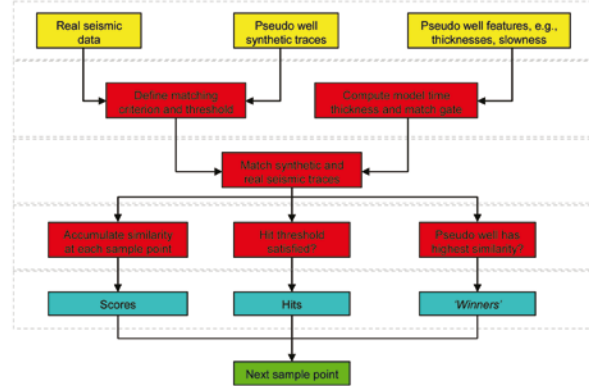 Real seismic
data
Pseudo well
synthetic traces
Pseudo well features, e.g.,
thicknesses, slowness
Define matching
criterion and threshold
Compute model time
thickness and match gate
Match synthetic and
real seismic traces
Accumulate similarity
at each sample point
Hit threshold
satisfied?
Pseudo well has
highest similarity?
Scores
Hits
'Winners'
Next sample point